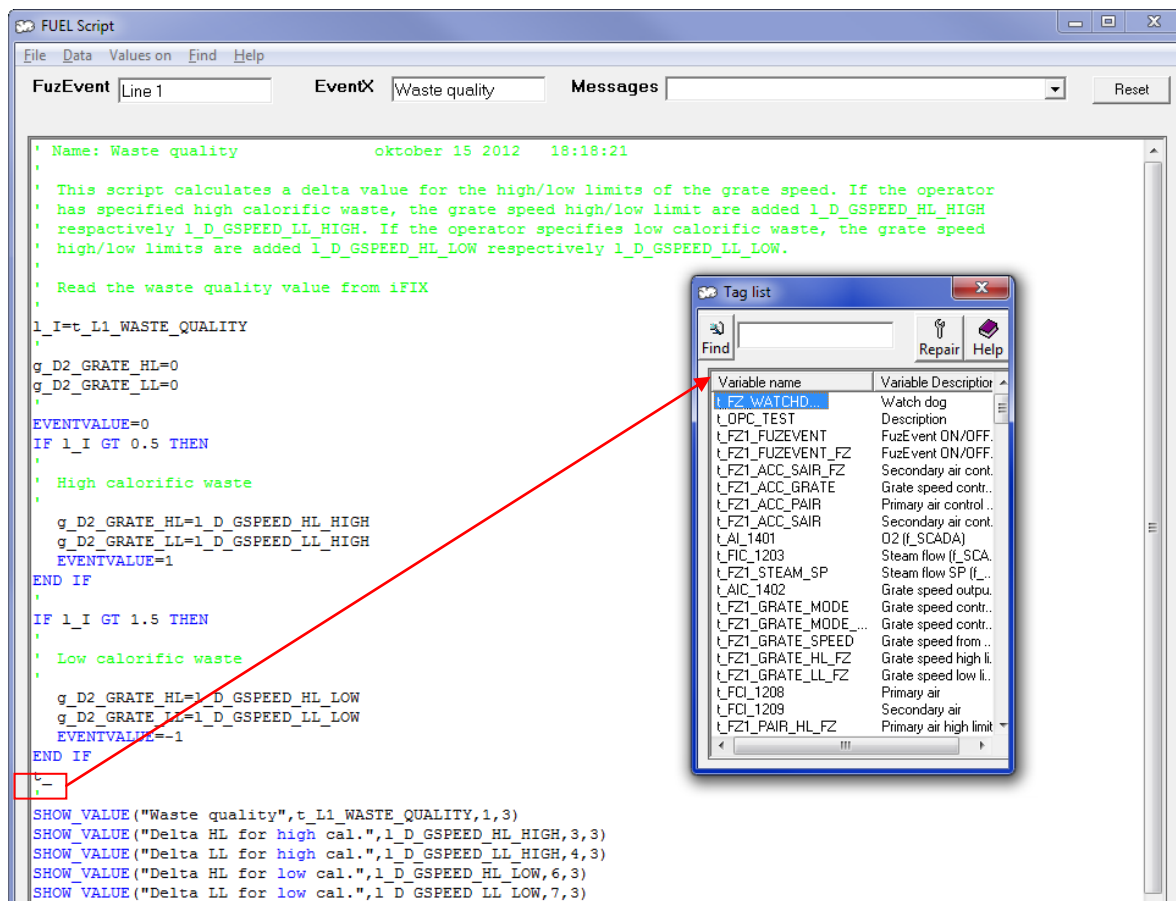 FUEL Script
File Data Values on Find Help
FuzEvent Line 1 EventX Waste quality Messages Reset
' Name: Waste quality oktober 15 2012 18:18:21
'
' This script calculates a delta value for the high/low limits of the grate speed. If the operator
' has specified high calorific waste, the grate speed high/low limit are added l_D_GSPEED_HL_HIGH
' respactively l_D_GSPEED_LL_HIGH. If the operator specifies low calorific waste, the grate speed
' high/low limits are added l_D_GSPEED_HL_LOW respectively l_D_GSPEED_LL_LOW.
'
' Read the waste quality value from iFIX
'
l_I=t_L1_WASTE_QUALITY
'
g_D2_GRATE_HL=0
g_D2_GRATE_LL=0
'
EVENTVALUE=0
IF l_I GT 0.5 THEN
'
' High calorific waste
'
g_D2_GRATE_HL=l_D_GSPEED_HL_HIGH
g_D2_GRATE_LL=l_D_GSPEED_LL_HIGH
EVENTVALUE=1
END IF
'
IF l_I GT 1.5 THEN
'
' Low calorific waste
'
g_D2_GRATE_HL=l_D_GSPEED_HL_LOW
g_D2_GRATE_LL=l_D_GSPEED_LL_LOW
EVENTVALUE=-1
END IF
t_
'
SHOW_VALUE("Waste quality",t_L1_WASTE_QUALITY,1,3)
SHOW_VALUE("Delta HL for high cal.",l_D_GSPEED_HL_HIGH,3,3)
SHOW_VALUE("Delta LL for high cal.",l_D_GSPEED_LL_HIGH,4,3)
SHOW_VALUE("Delta HL for low cal.",l_D_GSPEED_HL_LOW,6,3)
SHOW_VALUE("Delta LL for low cal.",l_D_GSPEED_LL_LOW,7,3)
Tag list
Find Repair Help
Variable name Variable Description
t_FZ_WATCHD... Watch dog
t_OPC_TEST Description
t_FZ1_FUZEVENT FuzEvent ON/OFF.
t_FZ1_FUZEVENT_FZ FuzEvent ON/OFF.
t_FZ1_ACC_SAIR_FZ Secondary air cont.
t_FZ1_ACC_GRATE Grate speed contr..
t_FZ1_ACC_PAIR Primary air control ..
t_FZ1_ACC_SAIR Secondary air cont.
t_AI_1401 O2 (f_SCADA)
t_FIC_1203 Steam flow (f_SCA.
t_FZ1_STEAM_SP Steam flow SP (f_..
t_AIC_1402 Grate speed outpu.
t_FZ1_GRATE_MODE Grate speed contr..
t_FZ1_GRATE_MODE_... Grate speed contr..
t_FZ1_GRATE_SPEED Grate speed from ..
t_FZ1_GRATE_HL_FZ Grate speed high li.
t_FZ1_GRATE_LL_FZ Grate speed low li..
t_FCI_1208 Primary air
t_FCI_1209 Secondary air
t_FZ1_PAIR_HL_FZ Primary air high limit